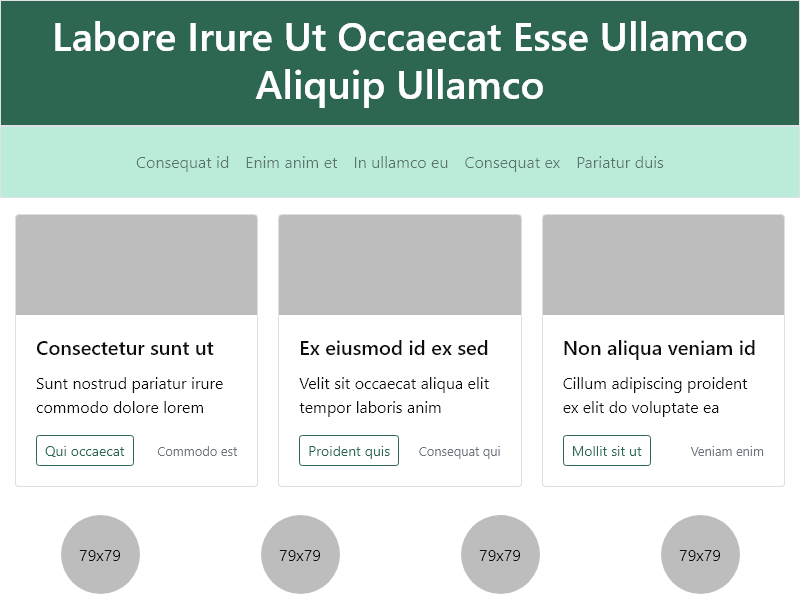 Labore Irure Ut Occaecat Esse Ullamco
Aliquip Ullamco
Consequat id Enim anim et In ullamco eu Consequat ex Pariatur duis
Consectetur sunt ut
Sunt nostrud pariatur irure
commodo dolore lorem
Qui occaecat Commodo est
Ex eiusmod id ex sed
Velit sit occaecat aliqua elit
tempor laboris anim
Proident quis Consequat qui
Non aliqua veniam id
Cillum adipiscing proident
ex elit do voluptate ea
Mollit sit ut Veniam enim
79x79 79x79 79x79 79x79